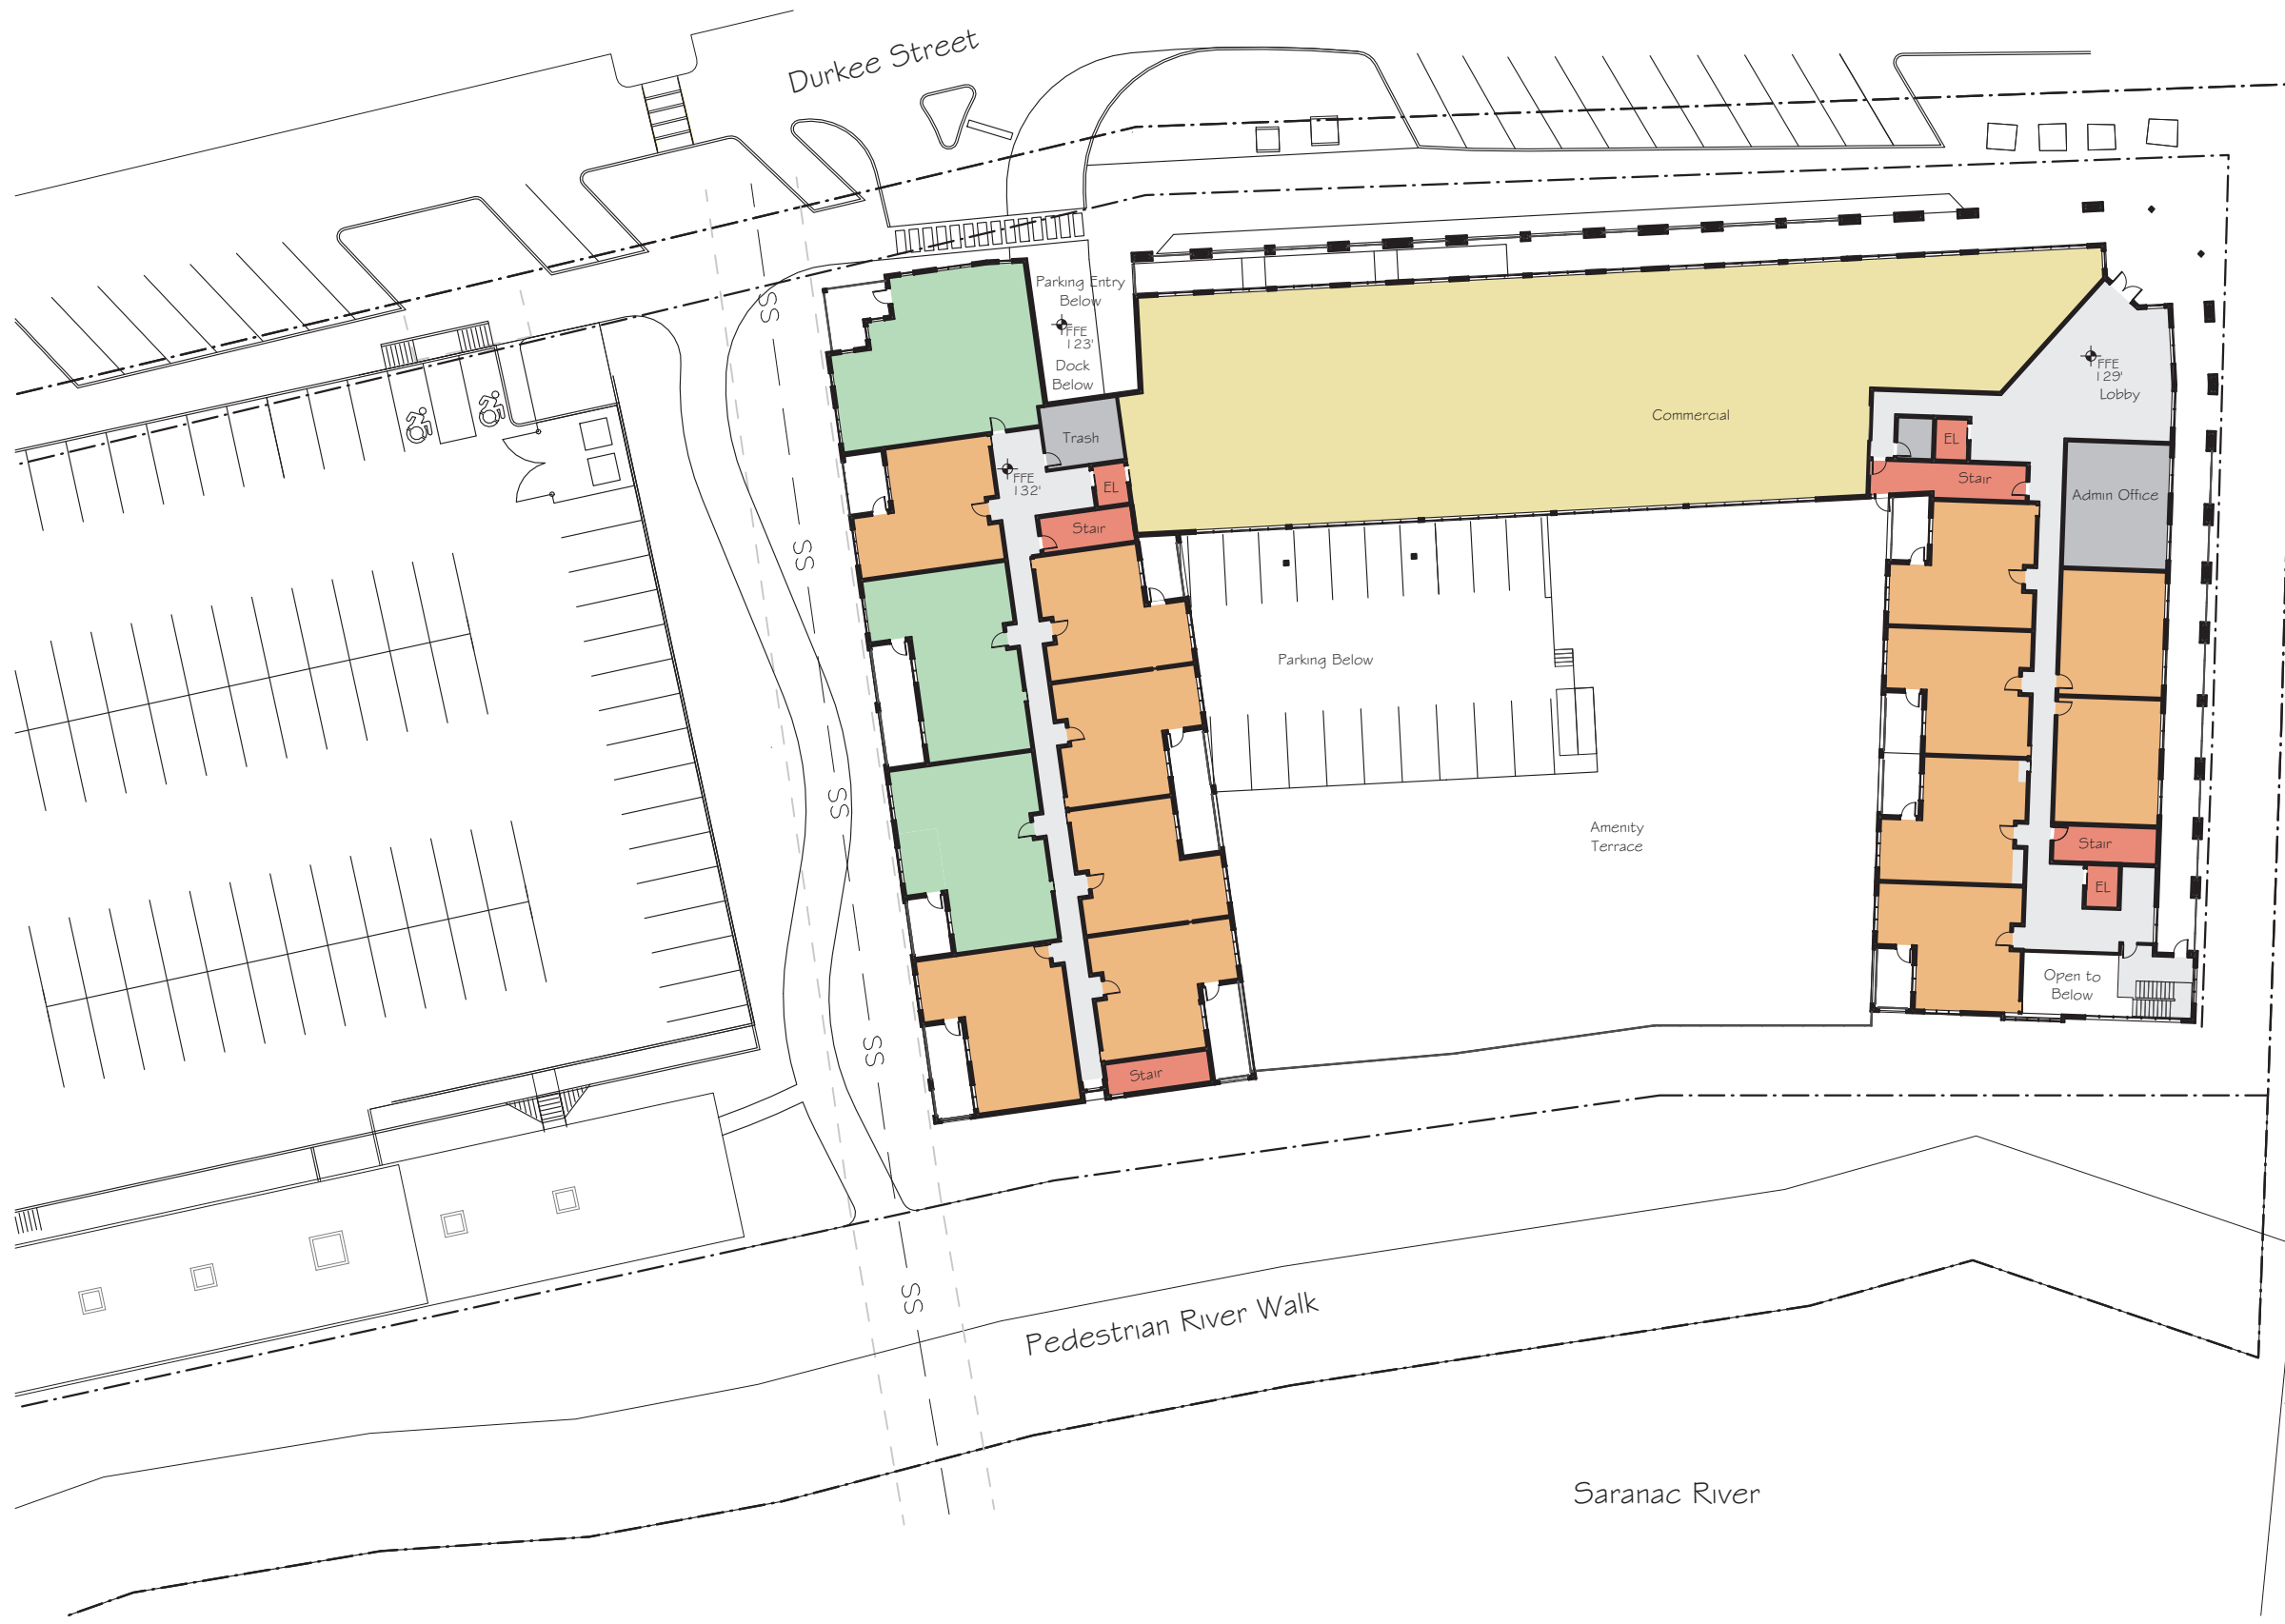 Durkee Street
Parking Entry
Below
FFE
123'
Dock
Below
Trash
FFE
132'
EL
Stair
Commercial
FFE
129'
Lobby
EL
Stair
Admin Office
Parking Below
Amenity
Terrace
Stair
EL
Open to
Below
Stair
SS
SS
SS
SS
SS
Pedestrian River Walk
Saranac River